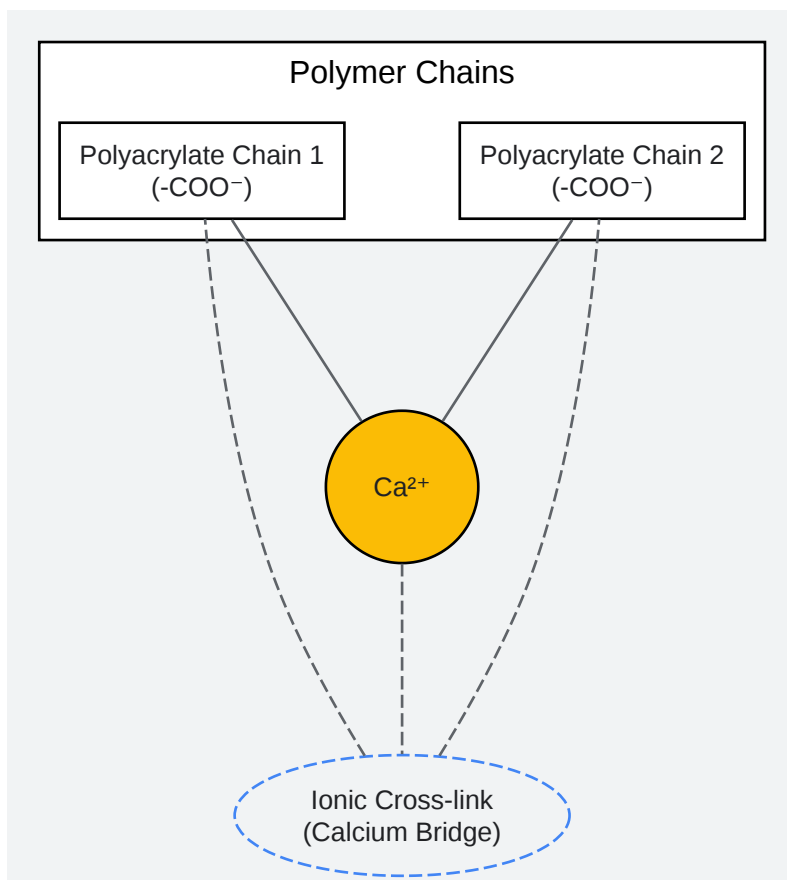 Polymer Chains
Polyacrylate Chain 1
(-COO⁻)
Polyacrylate Chain 2
(-COO⁻)
Ca²⁺
Ionic Cross-link
(Calcium Bridge)